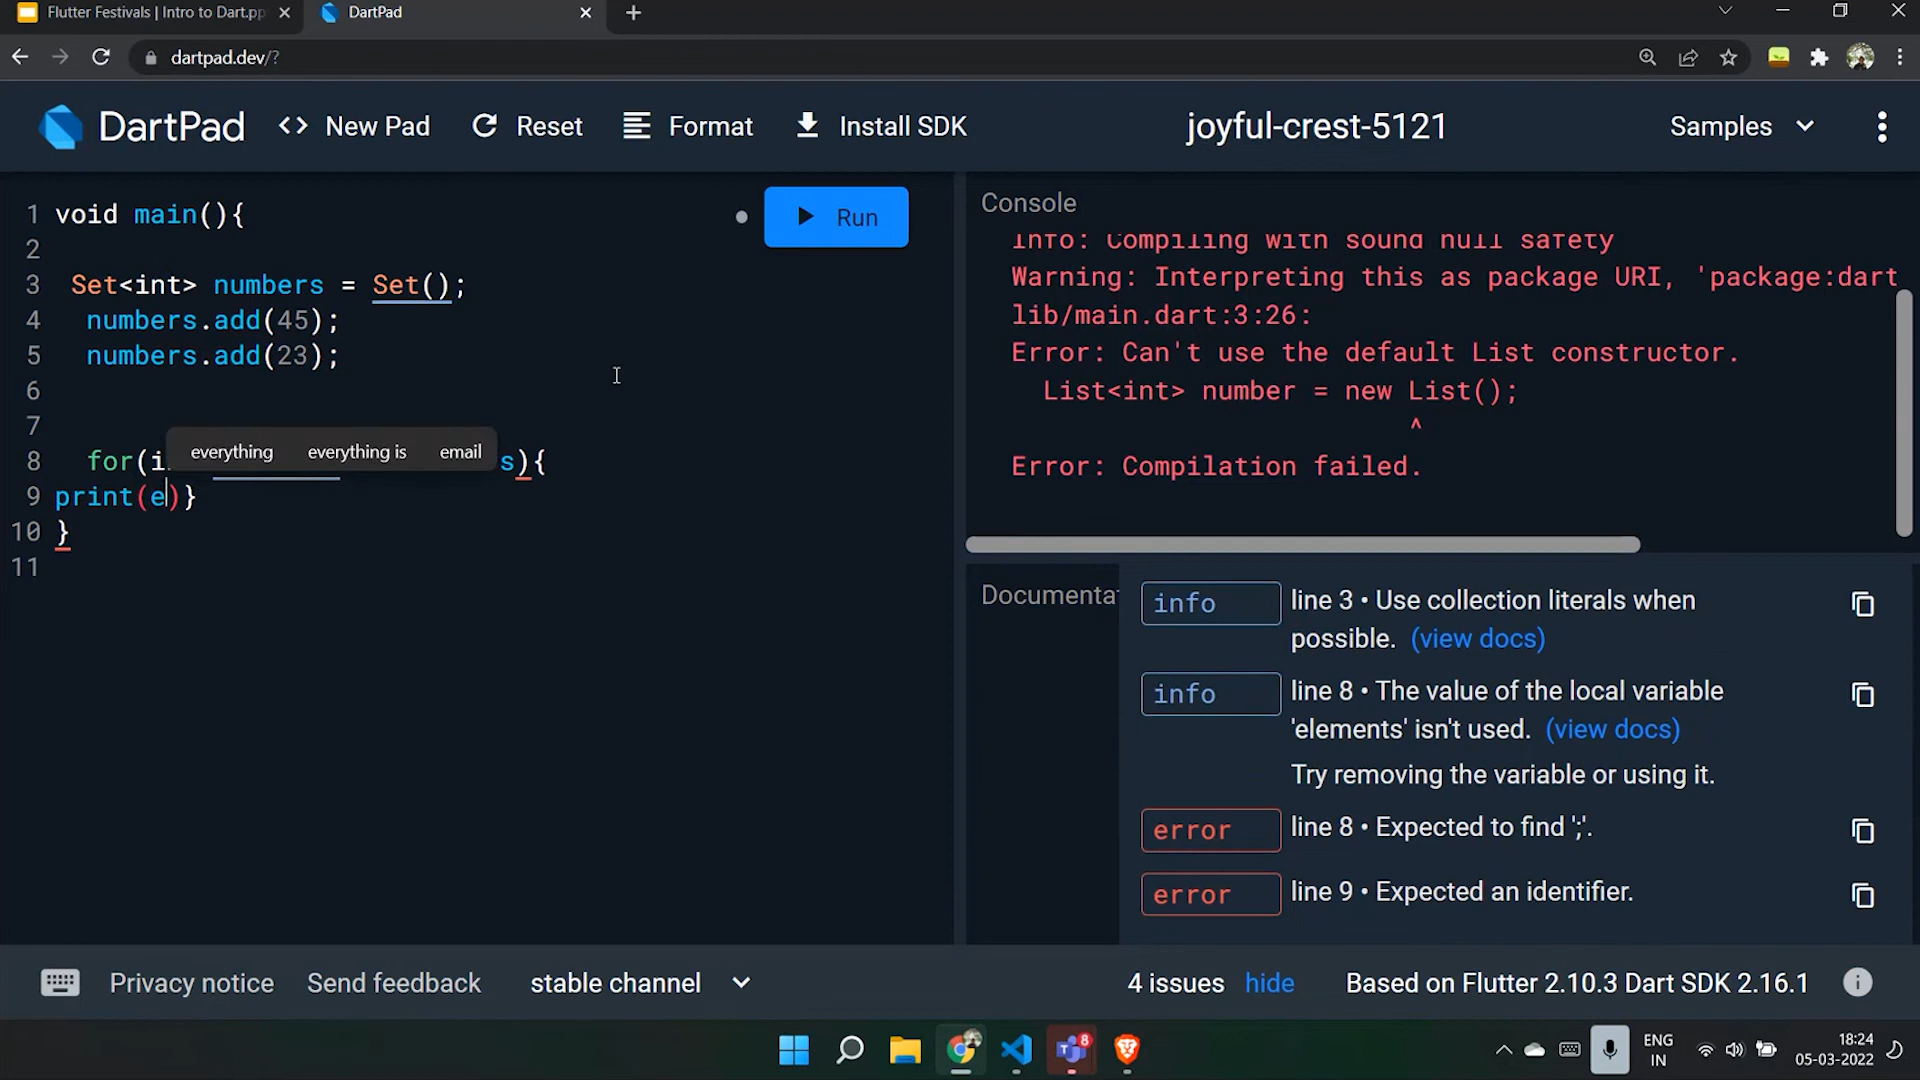 Flutter Festivals | Intro to Dart.pp
DartPad
dartpad.dev/?
DartPad
<> New Pad
Reset
Format
Install SDK
joyful-crest-5121
Samples
1 void main(){
2
3 Set<int> numbers = Set();
4 numbers.add(45);
5 numbers.add(23);
6
7
everything everything is email
8 for(i s){
9 print(e)}
10 }
11
Run
Console
Info: Compiling with sound null safety
Warning: Interpreting this as package URI, 'package:dart
lib/main.dart:3:26:
Error: Can't use the default List constructor.
List<int> number = new List();
^
Error: Compilation failed.
Documenta
info line 3 • Use collection literals when
possible. (view docs)
info line 8 • The value of the local variable
'elements' isn't used. (view docs)
Try removing the variable or using it.
error line 8 • Expected to find ';'.
error line 9 • Expected an identifier.
Privacy notice
Send feedback
stable channel
4 issues hide
Based on Flutter 2.10.3 Dart SDK 2.16.1
8
ENG
IN
18:24
05-03-2022